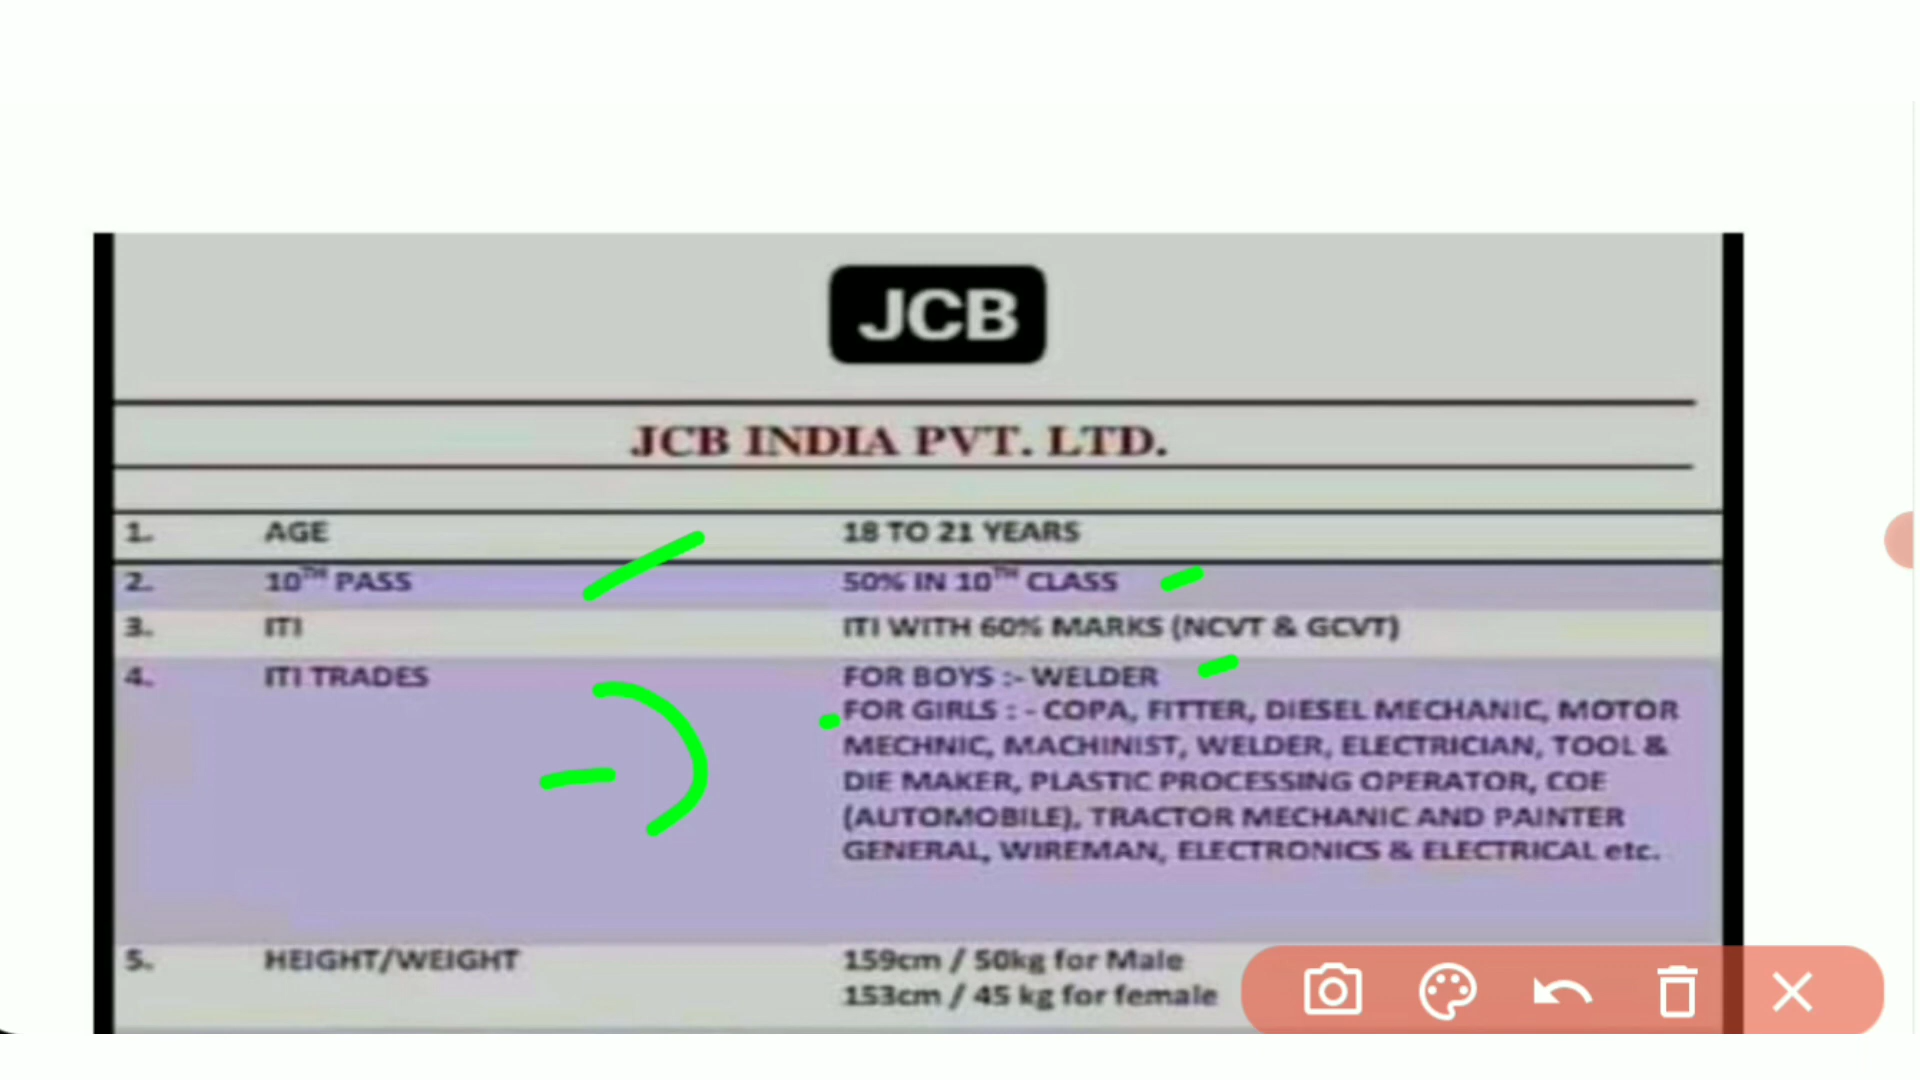 JCB
JCB INDIA PVT. LTD.
1. AGE 18 TO 21 YEARS
2. 10TH PASS 50% IN 10TH CLASS
3. ITI ITI WITH 60% MARKS (NCVT & GCVT)
4. ITI TRADES FOR BOYS :- WELDER
FOR GIRLS : - COPA, FITTER, DIESEL MECHANIC, MOTOR
MECHNIC, MACHINIST, WELDER, ELECTRICIAN, TOOL &
DIE MAKER, PLASTIC PROCESSING OPERATOR, COE
(AUTOMOBILE), TRACTOR MECHANIC AND PAINTER
GENERAL, WIREMAN, ELECTRONICS & ELECTRICAL etc.
5. HEIGHT/WEIGHT 159cm / 50kg for Male
153cm / 45 kg for female